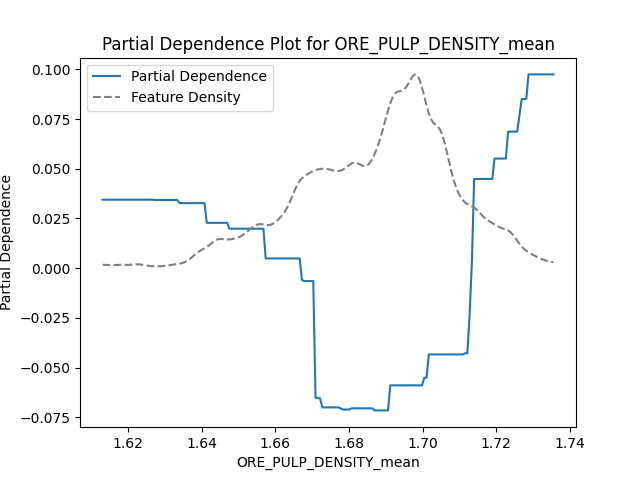 Partial Dependence Plot for ORE_PULP_DENSITY_mean
Partial Dependence
Feature Density
0.100
0.075
0.050
0.025
0.000
−0.025
−0.050
−0.075
Partial Dependence
1.62 1.64 1.66 1.68 1.70 1.72 1.74
ORE_PULP_DENSITY_mean